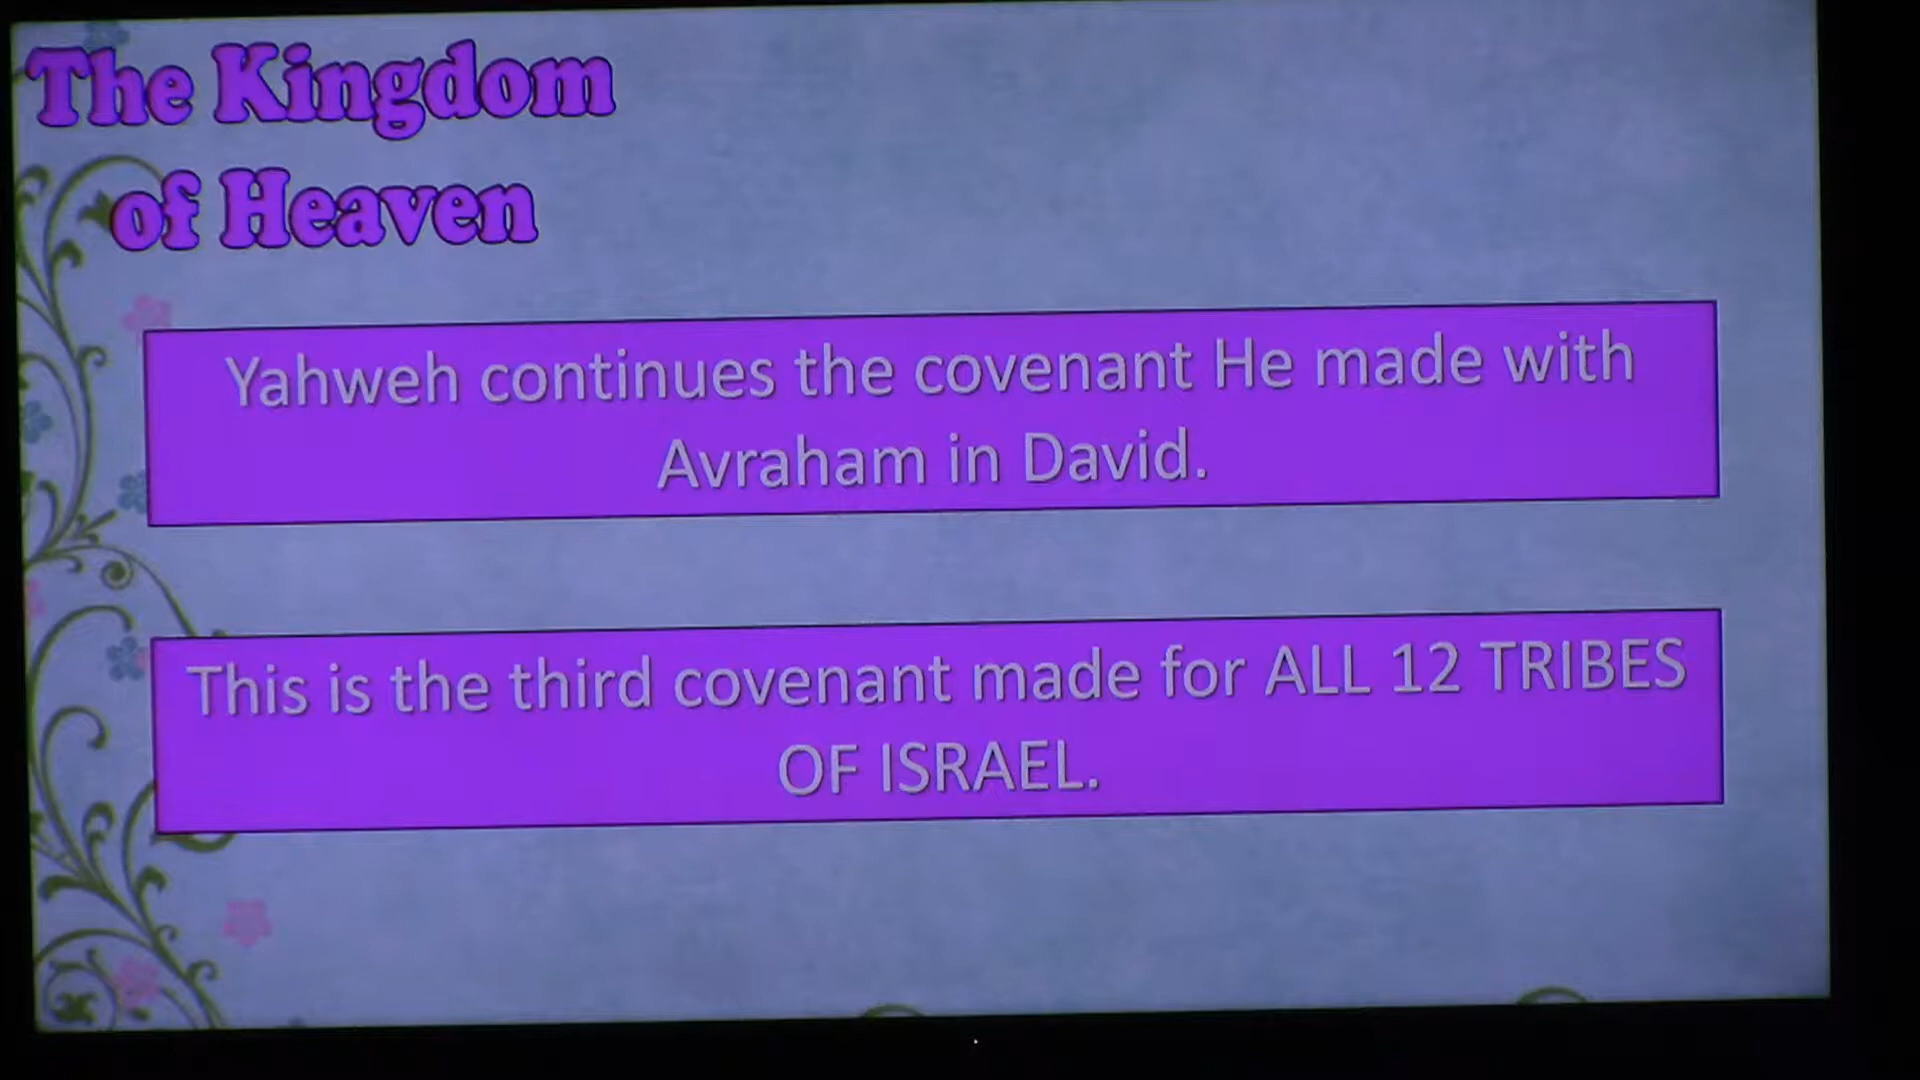 The Kingdom
of Heaven
Yahweh continues the covenant He made with
Avraham in David.
This is the third covenant made for ALL 12 TRIBES
OF ISRAEL.